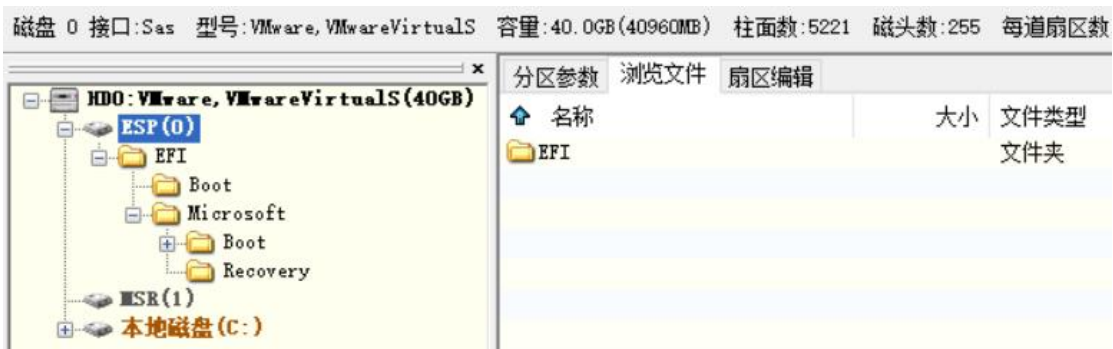 磁盘 0 接口:Sas 型号:VMware,VMwareVirtualS 容量:40.0GB(40960MB) 柱面数:5221 磁头数:255 每道扇区数
HD0:VMware,VMwareVirtualS(40GB)
ESP(0)
EFI
Boot
Microsoft
Boot
Recovery
MSR(1)
本地磁盘(C:)
分区参数 浏览文件 扇区编辑
名称 大小 文件类型
EFI 文件夹